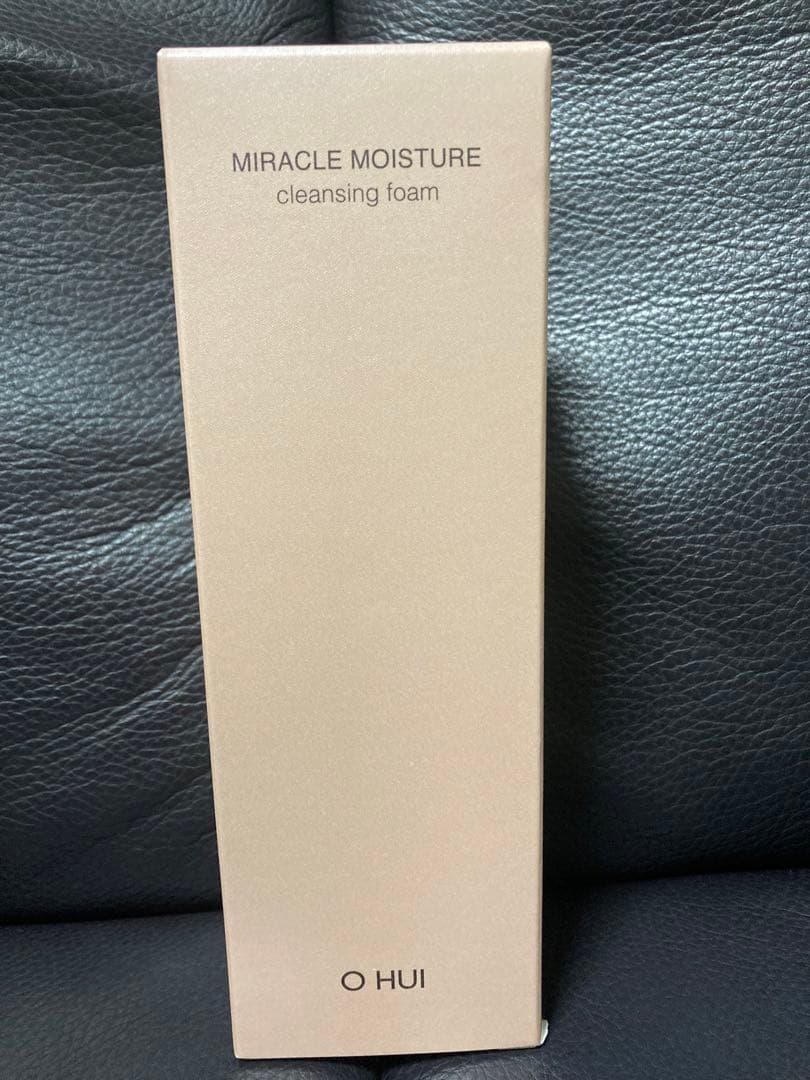 MIRACLE MOISTURE
cleansing foam
O HUI